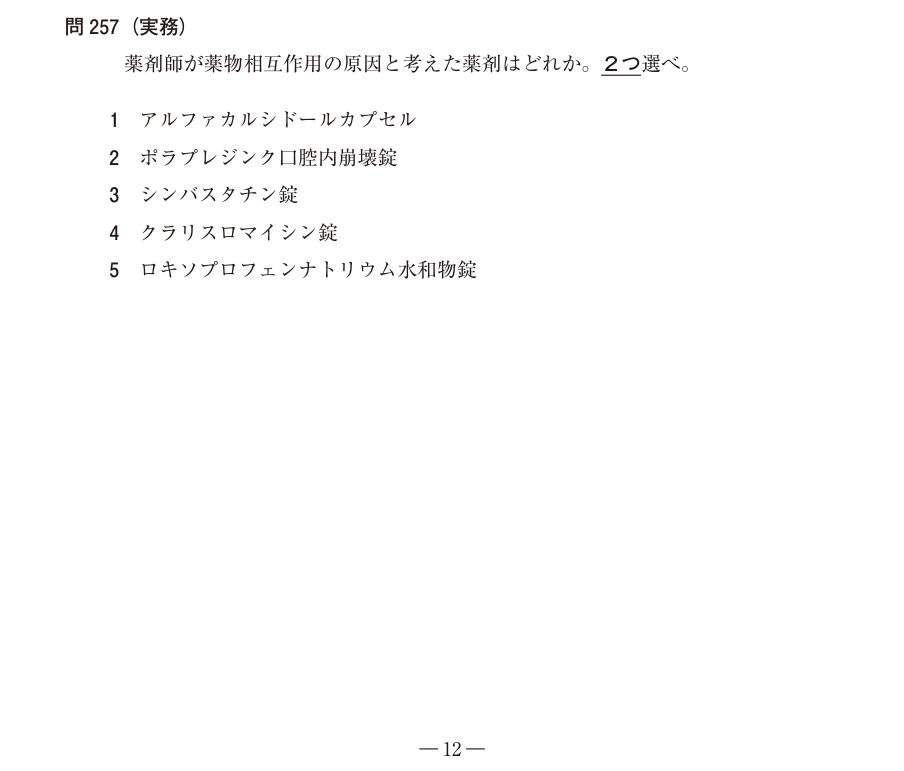 問 257（実務）
薬剤師が薬物相互作用の原因と考えた薬剤はどれか。２つ選べ。
1 アルファカルシドールカプセル
2 ポラプレジンク口腔内崩壊錠
3 シンバスタチン錠
4 クラリスロマイシン錠
5 ロキソプロフェンナトリウム水和物錠
— 12 —